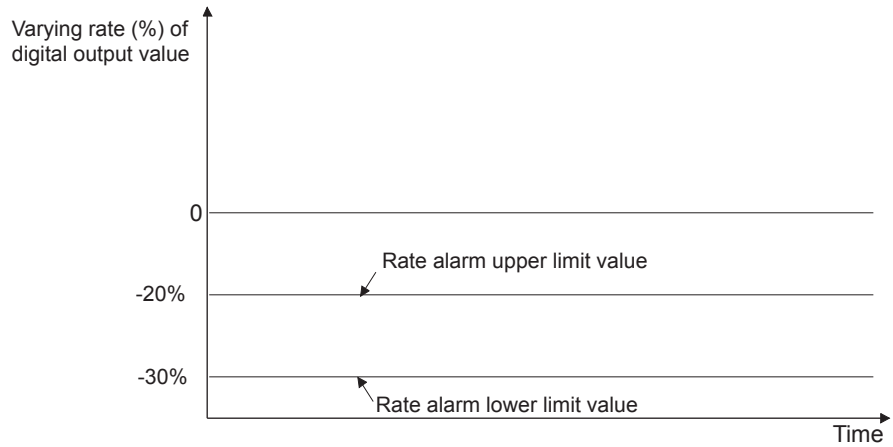 Varying rate (%) of
digital output value
0
Rate alarm upper limit value
-20%
-30%
Rate alarm lower limit value
Time